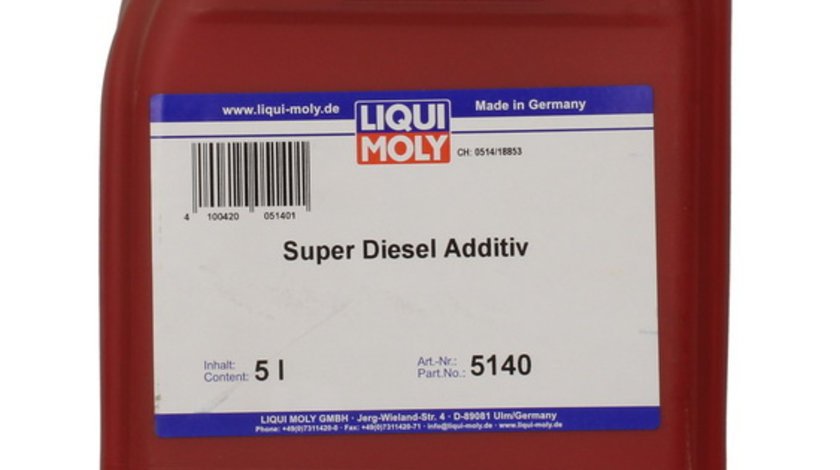 www.liqui-moly.de
LIQUI
MOLY
Made in Germany
CH: 0514/18853
4 100420 051401
Super Diesel Additiv
Inhalt:
Content: 5 l
Art.-Nr.:
Part.No.: 5140
LIQUI MOLY GMBH · Jerg-Wieland-Str. 4 · D-89081 Ulm/Germany
Phone: +49(0)7311420-0 · Fax: +49(0)7311420-71 · info@liqui-moly.de · www.liqui-moly.de